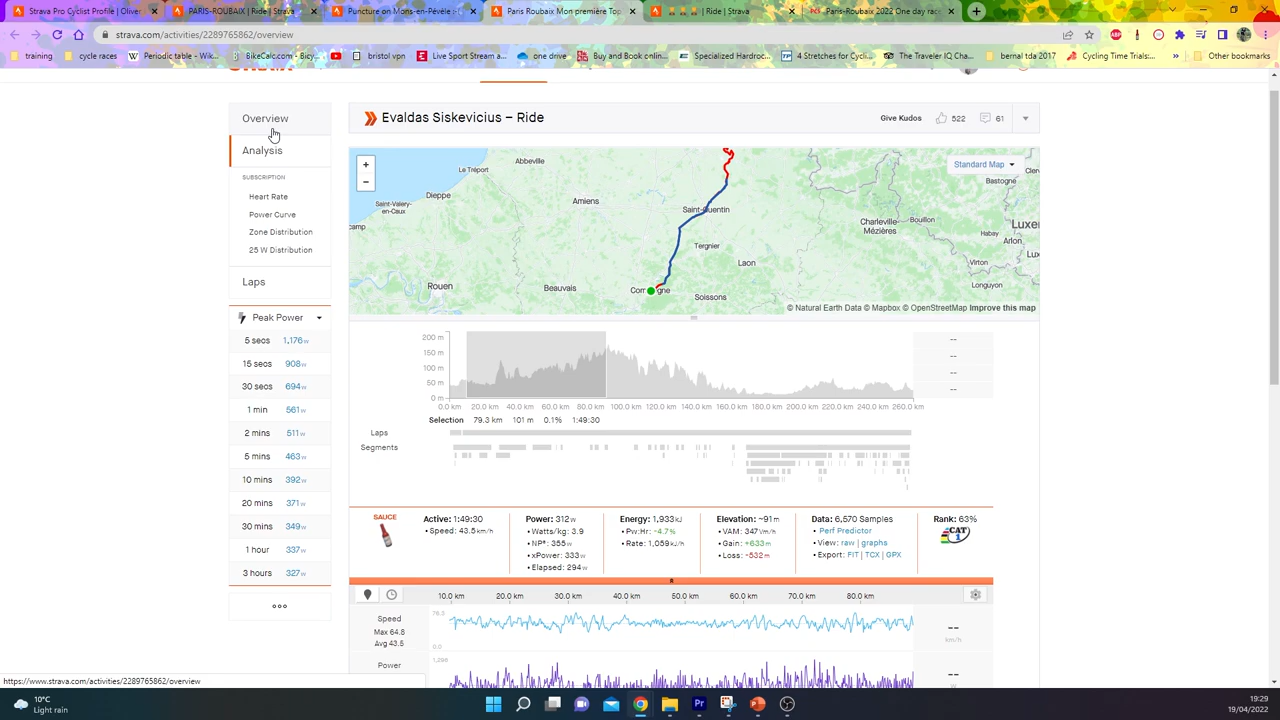 Strava Pro Cyclist Profile | Oliver
PARIS-ROUBAIX | Ride | Strava
Puncture on Mons-en-Pévèle
Paris Roubaix Mon première Top
| Ride | Strava
Paris-Roubaix 2022 One day race
strava.com/activities/2289765862/overview
training
cycle races
Periodic table - Wik
BikeCalc.com - Bicy
bristol vpn
Live Sport Stream
one drive
Buy and Book onlin
Specialized Hardroc
4 Stretches for Cycli
The Traveler IQ Cha
bernal tda 2017
Cycling Time Trials:
Other bookmarks
Overview
Analysis
SUBSCRIPTION
Heart Rate
Power Curve
Zone Distribution
25 W Distribution
Laps
Peak Power
5 secs 1,176w
15 secs 908w
30 secs 694w
1 min 561w
2 mins 511w
5 mins 463w
10 mins 392w
20 mins 371w
30 mins 349w
1 hour 337w
3 hours 327w
Evaldas Siskevicius – Ride
Give Kudos 522 61
Standard Map
Abbeville
Le Tréport
Dieppe
Saint-Valery-en-Caux
Amiens
Saint-Quentin
Charleville-Mézières
Bouillon
Bastogne
Tergnier
Laon
Rouen
Beauvais
Soissons
Habay
Arlon
Virton
Longuyon
© Natural Earth Data © Mapbox © OpenStreetMap Improve this map
200 m
150 m
100 m
50 m
0 m
0.0 km 20.0 km 40.0 km 60.0 km 80.0 km 100.0 km 120.0 km 140.0 km 160.0 km 180.0 km 200.0 km 220.0 km 240.0 km 260.0 km
-- -- -- --
Selection 79.3 km 101 m 0.1% 1:49:30
Laps
Segments
SAUCE
Active: 1:49:30
Speed: 43.5km/h
Power: 312w
Watts/kg: 3.9
NP®: 355w
xPower: 333w
Elapsed: 294w
Energy: 1,933kJ
Pw:Hr: -4.7%
Rate: 1,059kJ/h
Elevation: ~91m
VAM: 347Vm/h
Gain: +633m
Loss: -532m
Data: 6,570 Samples
Perf Predictor
View: raw | graphs
Export: FIT | TCX | GPX
Rank: 63%
CAT 1
10.0 km 20.0 km 30.0 km 40.0 km 50.0 km 60.0 km 70.0 km 80.0 km
Speed
Max 64.8
Avg 43.5
0.0
--
km/h
Power
--
https://www.strava.com/activities/2289765862/overview
10°C
Light rain
19:29
19/04/2022